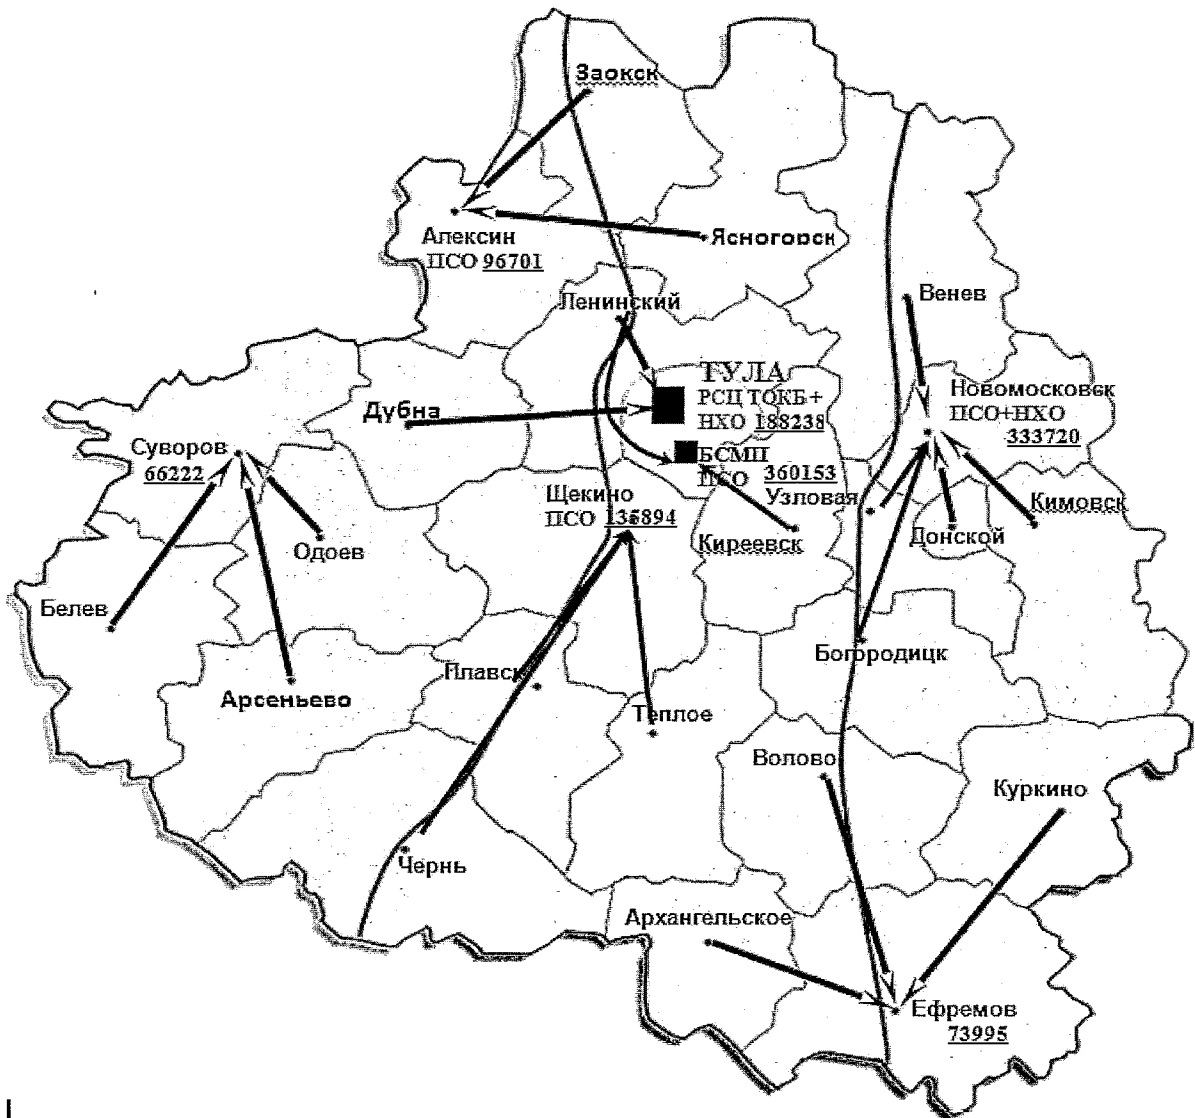 Заокск
Алексин
ПСО 96701
Ясногорск
Ленинский
Венев
ТУЛА
РСЦ ТОКБ+
НХО 188238
Дубна
Новомосковск
ПСО+НХО
333720
Суворов
66222
БСМП
ПСО 360153
Щекино
ПСО 135894
Узловая
Кимовск
Киреевск
Донской
Одоев
Белев
Богородицк
Плавск
Арсеньево
Теплое
Волово
Куркино
Чернь
Архангельское
Ефремов
73995